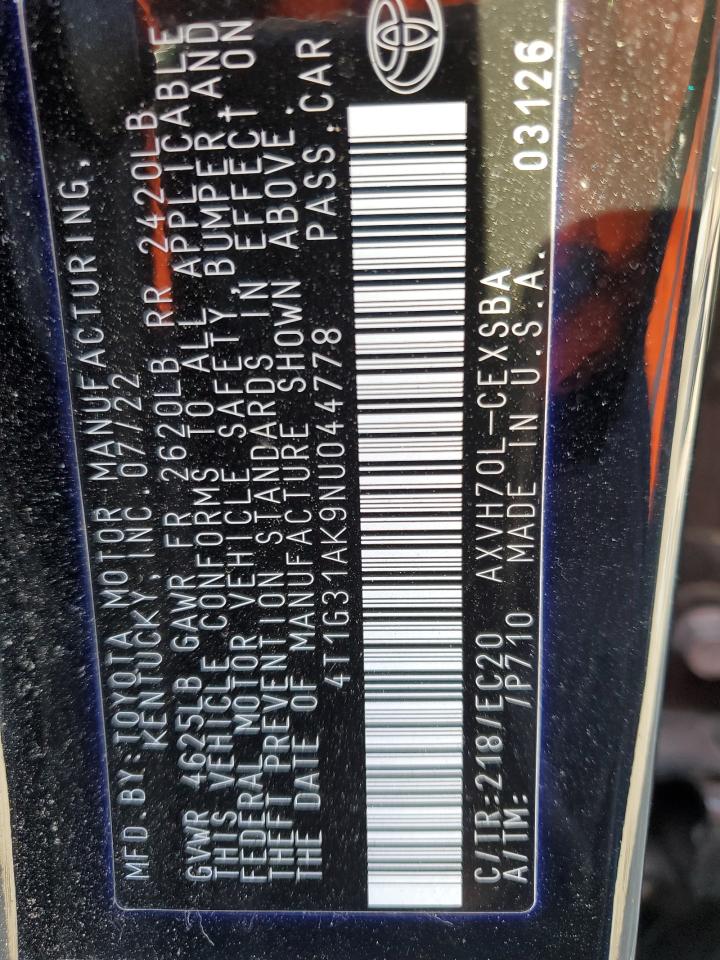 MFD.BY:TOYOTA MOTOR MANUFACTURING,
KENTUCKY, INC. 07/22
GVWR 4625LB GAWR FR 2620LB RR 2420LB
THIS VEHICLE CONFORMS TO ALL APPLICABLE
FEDERAL MOTOR VEHICLE SAFETY,BUMPER AND
THEFT PREVENTION STANDARDS IN EFFECT ON
THE DATE OF MANUFACTURE SHOWN ABOVE.
4T1G31AK9NU044778 PASS.CAR
C/TR:218/EC20 AXVH70L-CEXSBA
A/TM: /P710 MADE IN U.S.A. 03126